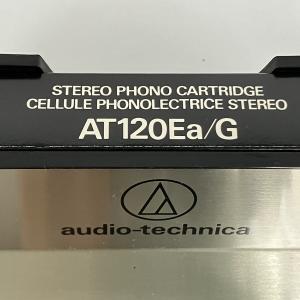 STEREO PHONO CARTRIDGE
CELLULE PHONOLECTRICE STEREO
AT120Ea/G
audio-technica